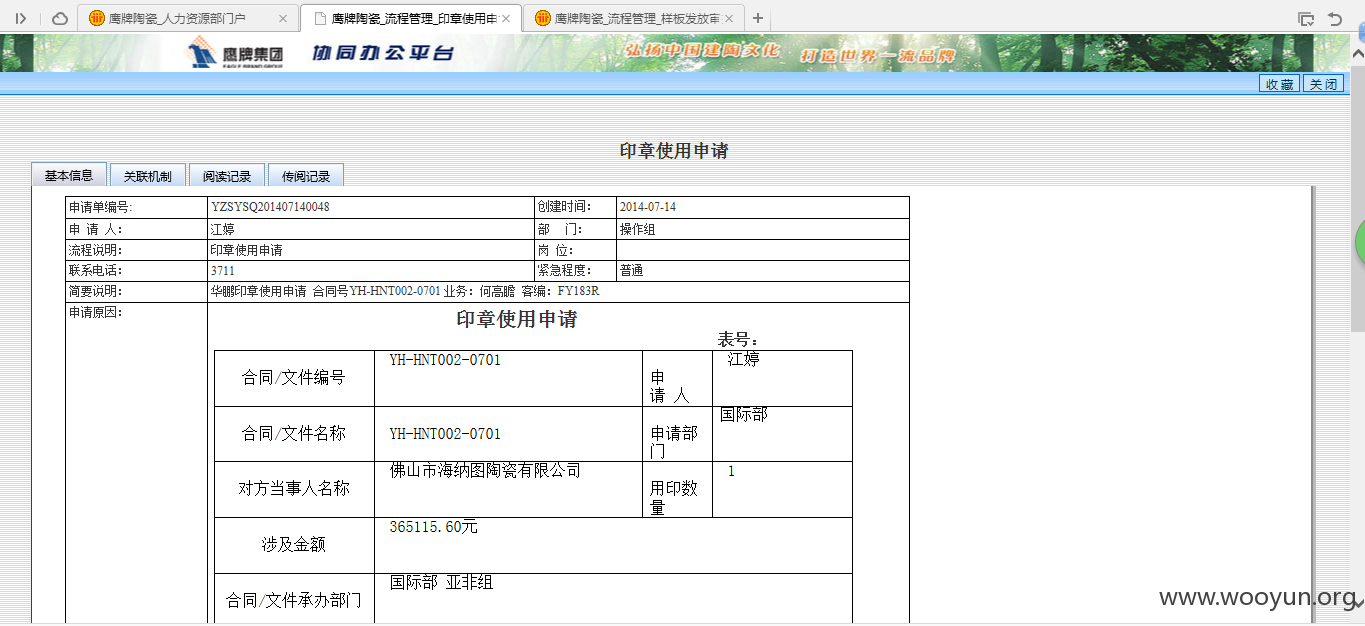 鹰牌陶瓷_人力资源部门户
鹰牌陶瓷_流程管理_印章使用申
鹰牌陶瓷_流程管理_样板发放审
鹰牌集团
EAGLE BRAND GROUP
协同办公平台
弘扬中国建陶文化
打造世界一流品牌
收藏 关闭
印章使用申请
基本信息 关联机制 阅读记录 传阅记录
申请单编号: YZSYSQ201407140048 创建时间: 2014-07-14
申 请 人: 江婷 部 门: 操作组
流程说明: 印章使用申请 岗 位:
联系电话: 3711 紧急程度: 普通
简要说明: 华鹏印章使用申请 合同号YH-HNT002-0701 业务: 何高瞻 客编: FY183R
申请原因:
印章使用申请
表号:
合同/文件编号 YH-HNT002-0701 申请 人 江婷
合同/文件名称 YH-HNT002-0701 申请部门 国际部
对方当事人名称 佛山市海纳图陶瓷有限公司 用印数量 1
涉及金额 365115.60元
合同/文件承办部门 国际部 亚非组
www.wooyun.org